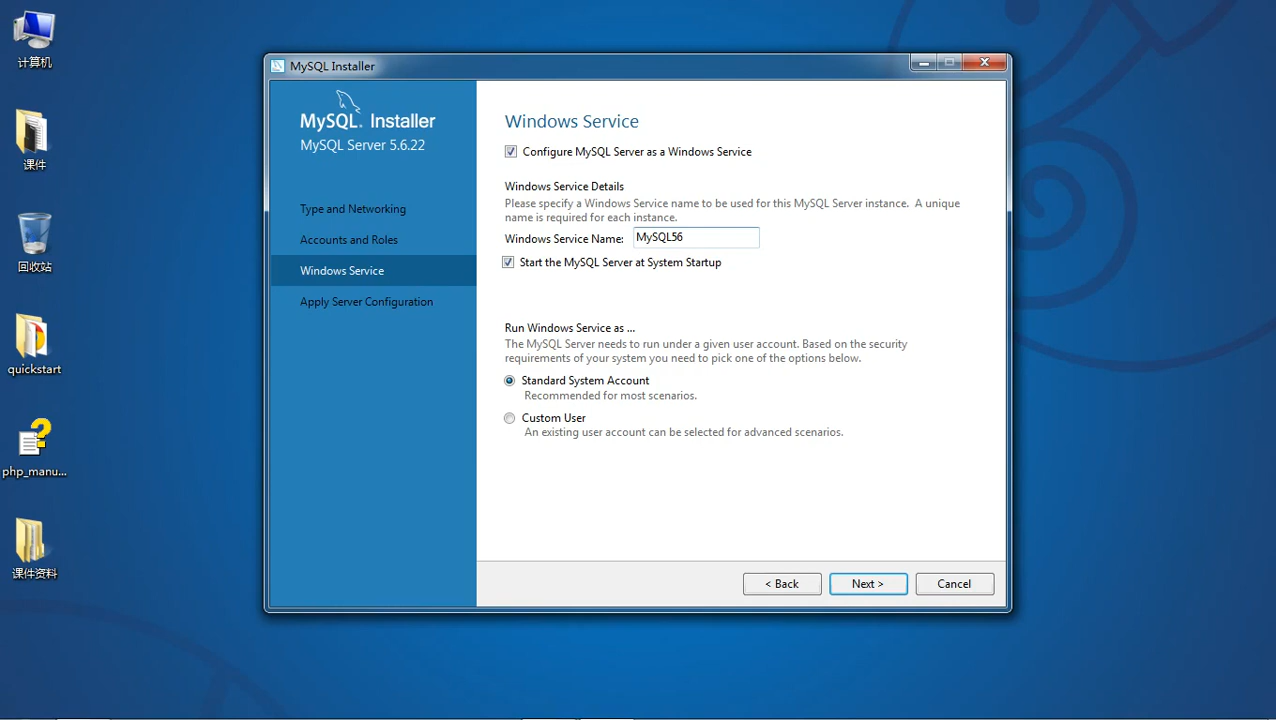 计算机
课件
回收站
quickstart
php_manu...
课件资料
MySQL Installer
MySQL. Installer
MySQL Server 5.6.22
Type and Networking
Accounts and Roles
Windows Service
Apply Server Configuration
Windows Service
Configure MySQL Server as a Windows Service
Windows Service Details
Please specify a Windows Service name to be used for this MySQL Server instance. A unique
name is required for each instance.
Windows Service Name: MySQL56
Start the MySQL Server at System Startup
Run Windows Service as ...
The MySQL Server needs to run under a given user account. Based on the security
requirements of your system you need to pick one of the options below.
Standard System Account
Recommended for most scenarios.
Custom User
An existing user account can be selected for advanced scenarios.
< Back Next > Cancel